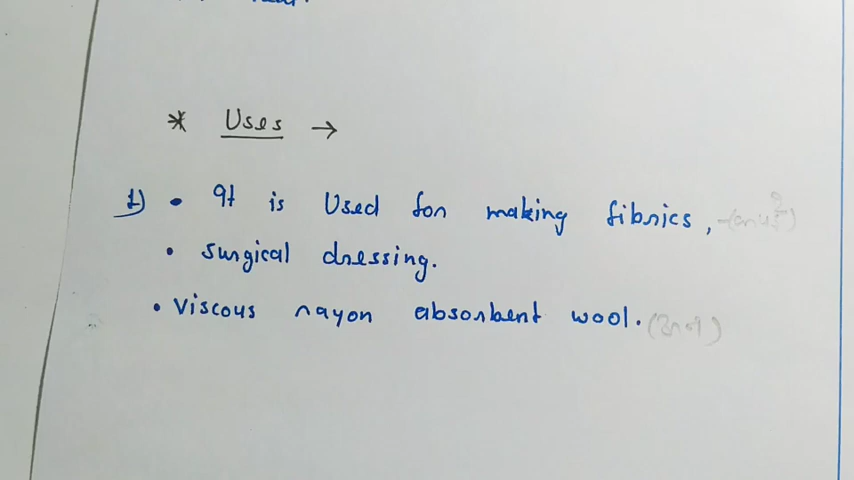 * Uses →
1) • It is Used for making fibrics,
• surgical dressing.
• Viscous rayon absorbent wool.